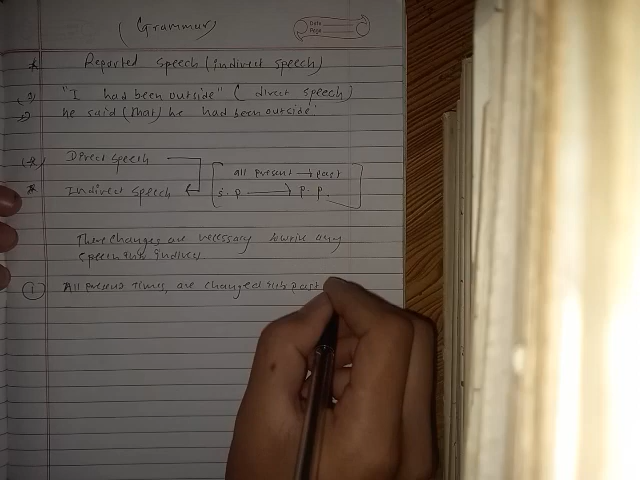 (Grammar)
Date
Page
* Reported speech (indirect speech)
"I had been outside" (direct speech)
he said (that) he had been outside'
Direct speech
all present → past
* Indirect speech
s. p → p. p.
These changes are necessary towrite any
speech into indirect
(1) All present times, are changed into past